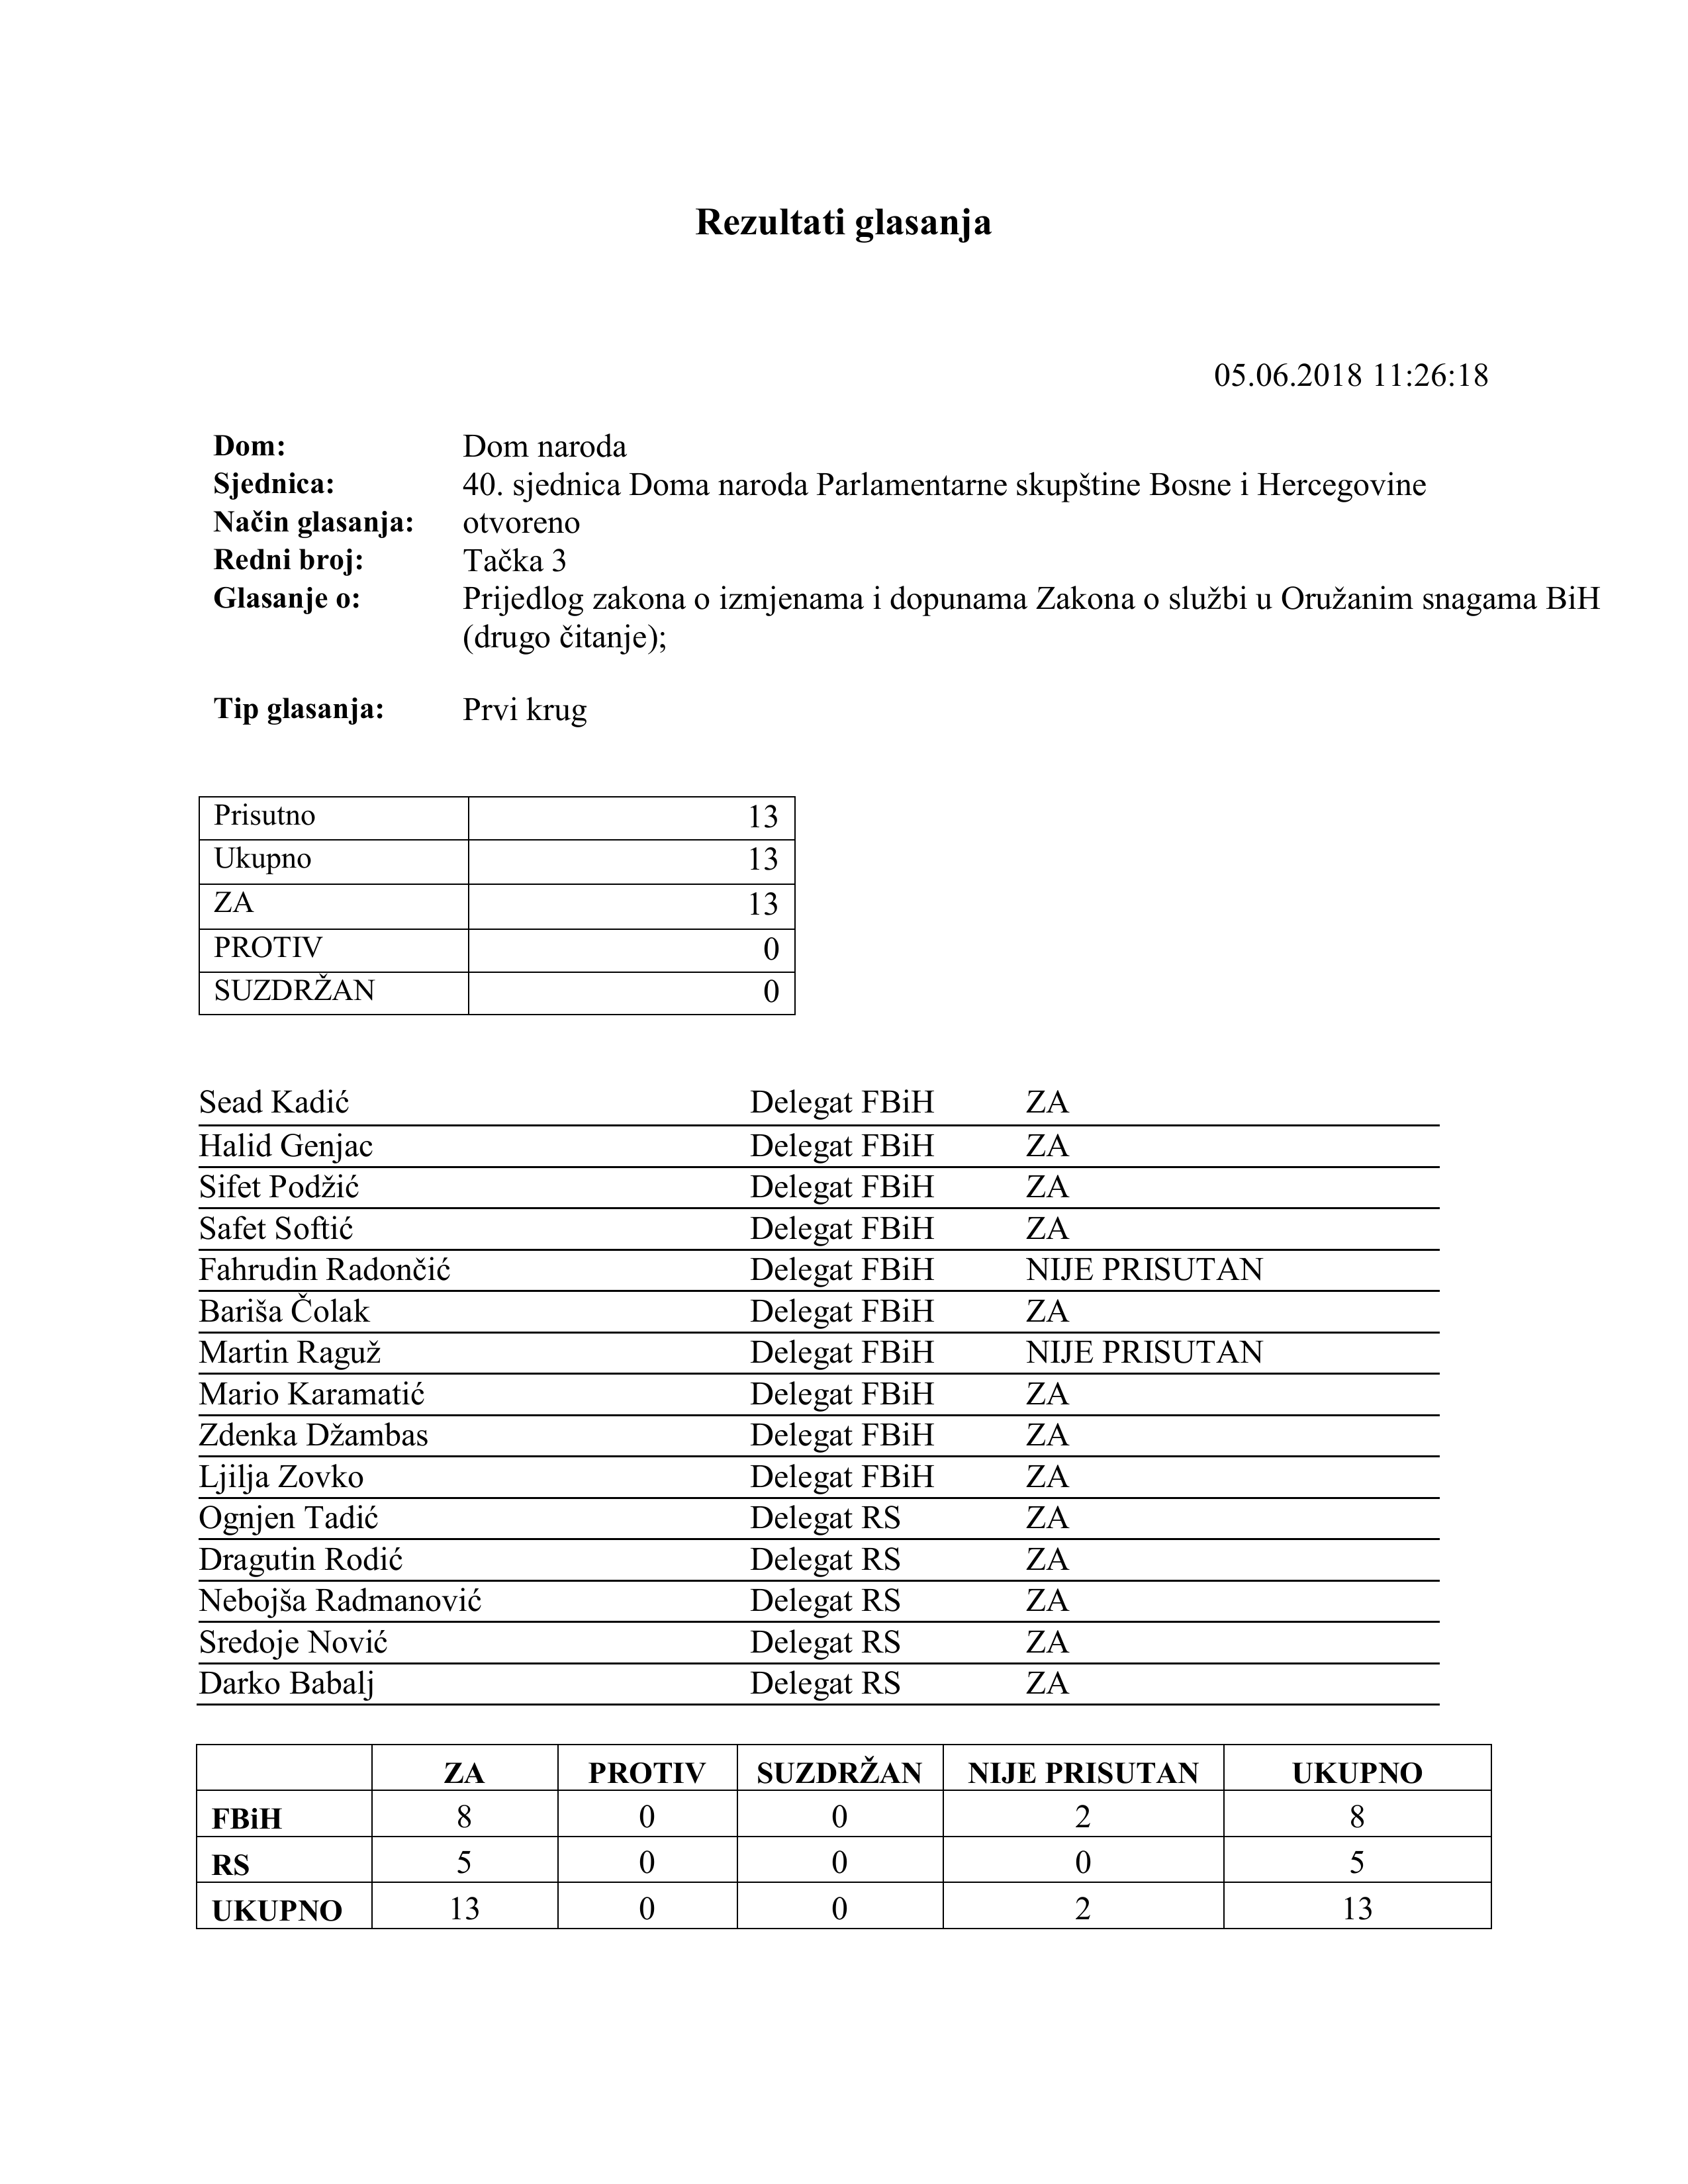 Rezultati glasanja
05.06.2018 11:26:18
Dom: Dom naroda
Sjednica: 40. sjednica Doma naroda Parlamentarne skupštine Bosne i Hercegovine
Način glasanja: otvoreno
Redni broj: Tačka 3
Glasanje o: Prijedlog zakona o izmjenama i dopunama Zakona o službi u Oružanim snagama BiH
(drugo čitanje);
Tip glasanja: Prvi krug
Prisutno 13
Ukupno 13
ZA 13
PROTIV 0
SUZDRŽAN 0
Sead Kadić Delegat FBiH ZA
Halid Genjac Delegat FBiH ZA
Sifet Podžić Delegat FBiH ZA
Safet Softić Delegat FBiH ZA
Fahrudin Radončić Delegat FBiH NIJE PRISUTAN
Bariša Čolak Delegat FBiH ZA
Martin Raguž Delegat FBiH NIJE PRISUTAN
Mario Karamatić Delegat FBiH ZA
Zdenka Džambas Delegat FBiH ZA
Ljilja Zovko Delegat FBiH ZA
Ognjen Tadić Delegat RS ZA
Dragutin Rodić Delegat RS ZA
Nebojša Radmanović Delegat RS ZA
Sredoje Nović Delegat RS ZA
Darko Babalj Delegat RS ZA
ZA PROTIV SUZDRŽAN NIJE PRISUTAN UKUPNO
FBiH 8 0 0 2 8
RS 5 0 0 0 5
UKUPNO 13 0 0 2 13